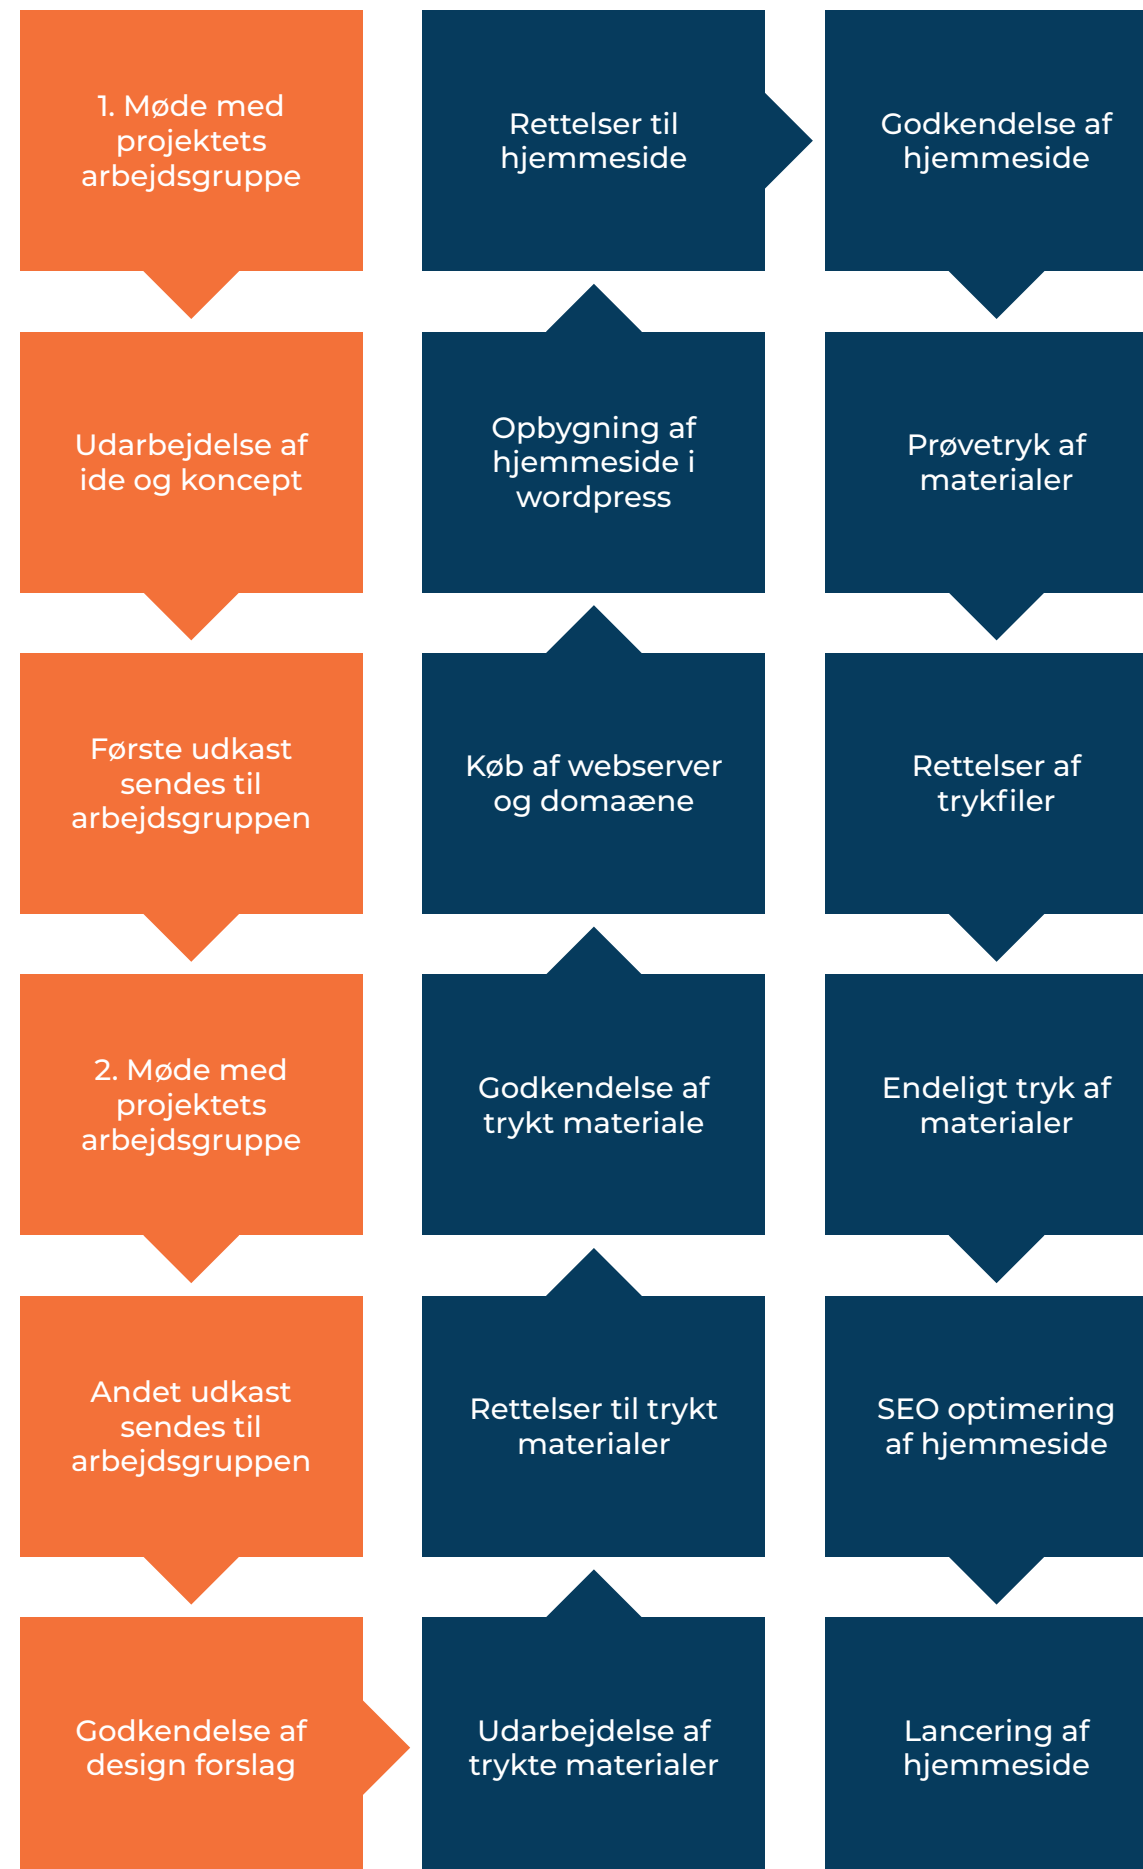 1. Møde med
projektets
arbejdsgruppe
Udarbejdelse af
ide og koncept
Første udkast
sendes til
arbejdsgruppen
2. Møde med
projektets
arbejdsgruppe
Andet udkast
sendes til
arbejdsgruppen
Godkendelse af
design forslag
Udarbejdelse af
trykte materialer
Rettelser til trykt
materialer
Godkendelse af
trykt materiale
Køb af webserver
og domaæne
Opbygning af
hjemmeside i
wordpress
Rettelser til
hjemmeside
Godkendelse af
hjemmeside
Prøvetryk af
materialer
Rettelser af
trykfiler
Endeligt tryk af
materialer
SEO optimering
af hjemmeside
Lancering af
hjemmeside